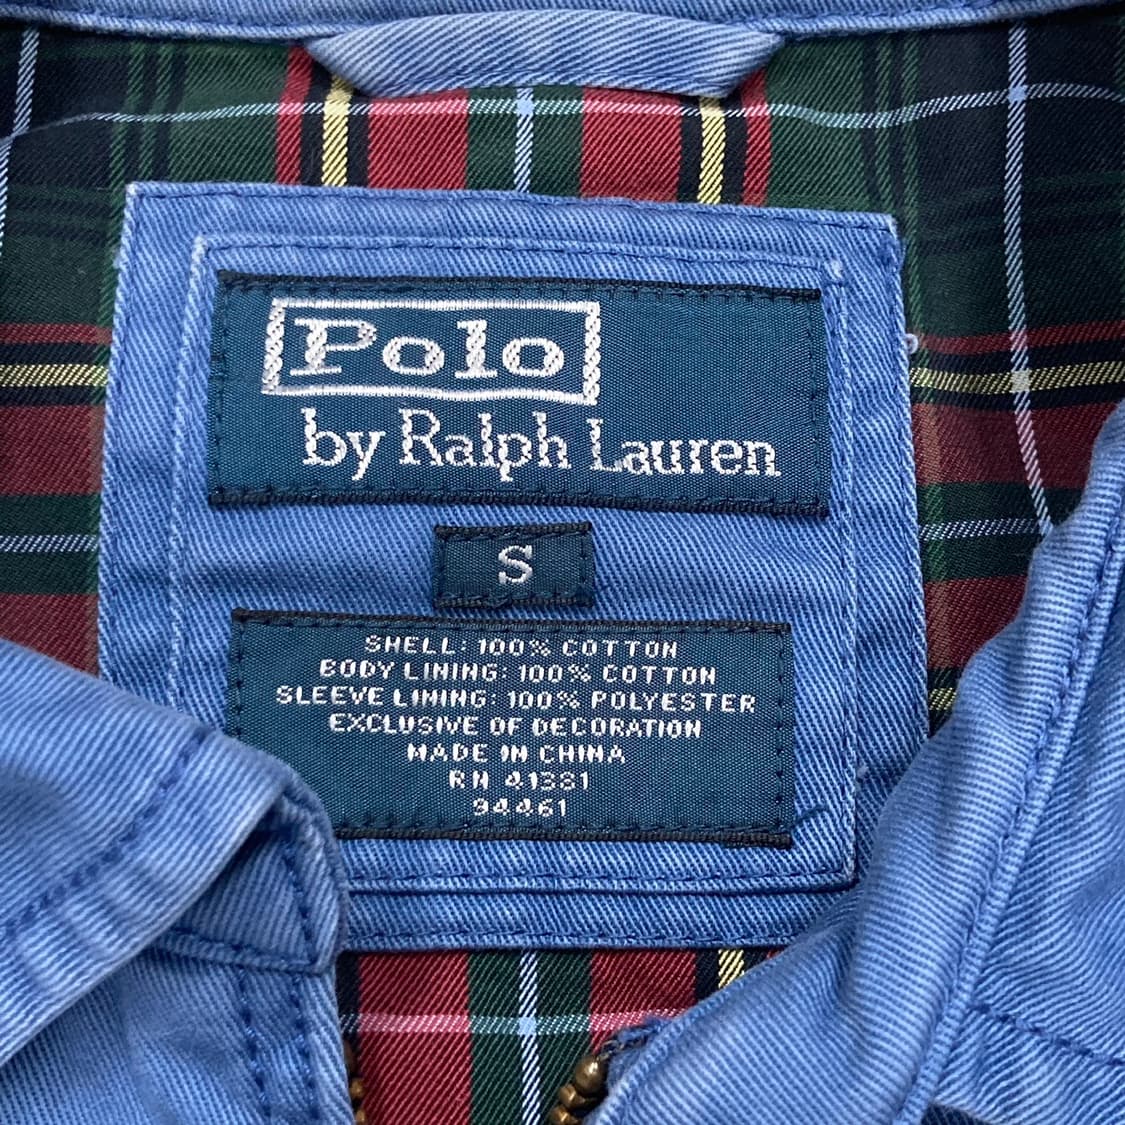 Polo
by Ralph Lauren
S
SHELL: 100% COTTON
BODY LINING: 100% COTTON
SLEEVE LINING: 100% POLYESTER
EXCLUSIVE OF DECORATION
MADE IN CHINA
RN 41381
94461